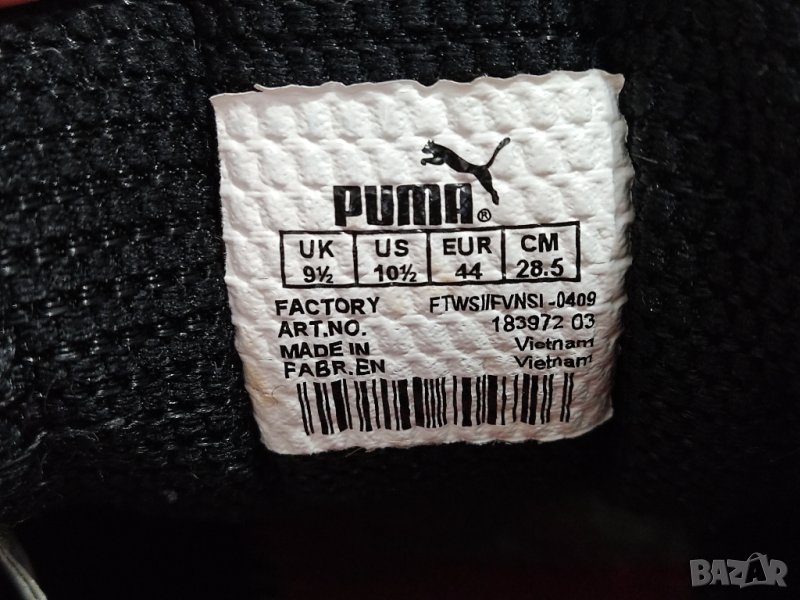 PUMA®
UK US EUR CM
9½ 10½ 44 28.5
FACTORY FTWSI/FVNSI-0409
ART.NO. 183972 03
MADE IN Vietnam
FABR.EN Vietnam
BAZAR